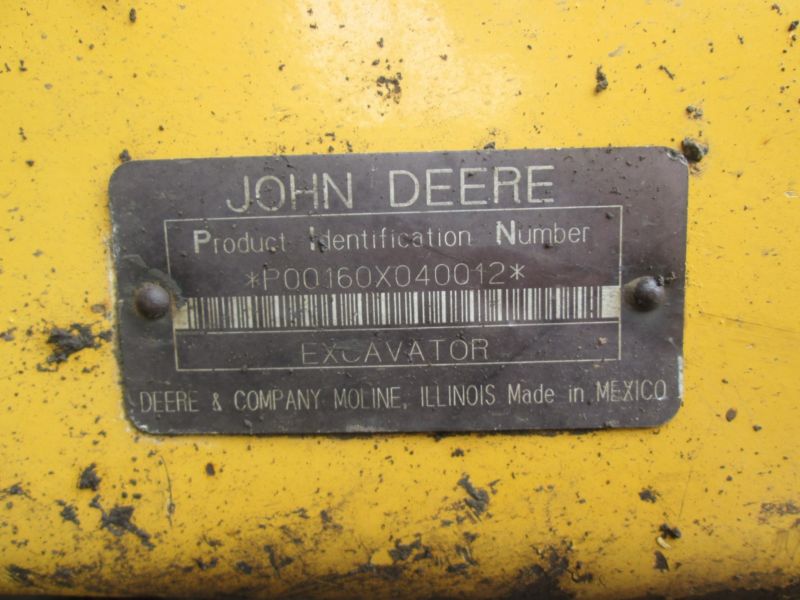 JOHN DEERE
Product Identification Number
*P00160X040012*
EXCAVATOR
DEERE & COMPANY MOLINE, ILLINOIS Made in MEXICO